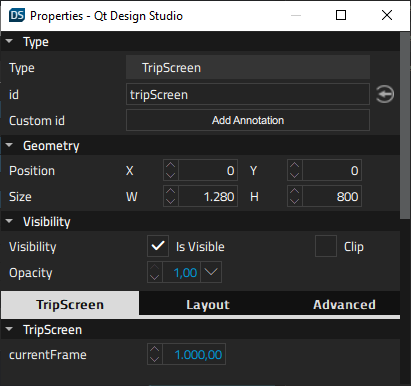 DS Properties - Qt Design Studio
Type
Type TripScreen
id tripScreen
Custom id Add Annotation
Geometry
Position X 0 Y 0
Size W 1.280 H 800
Visibility
Visibility Is Visible Clip
Opacity 1,00
TripScreen Layout Advanced
TripScreen
currentFrame 1.000,00